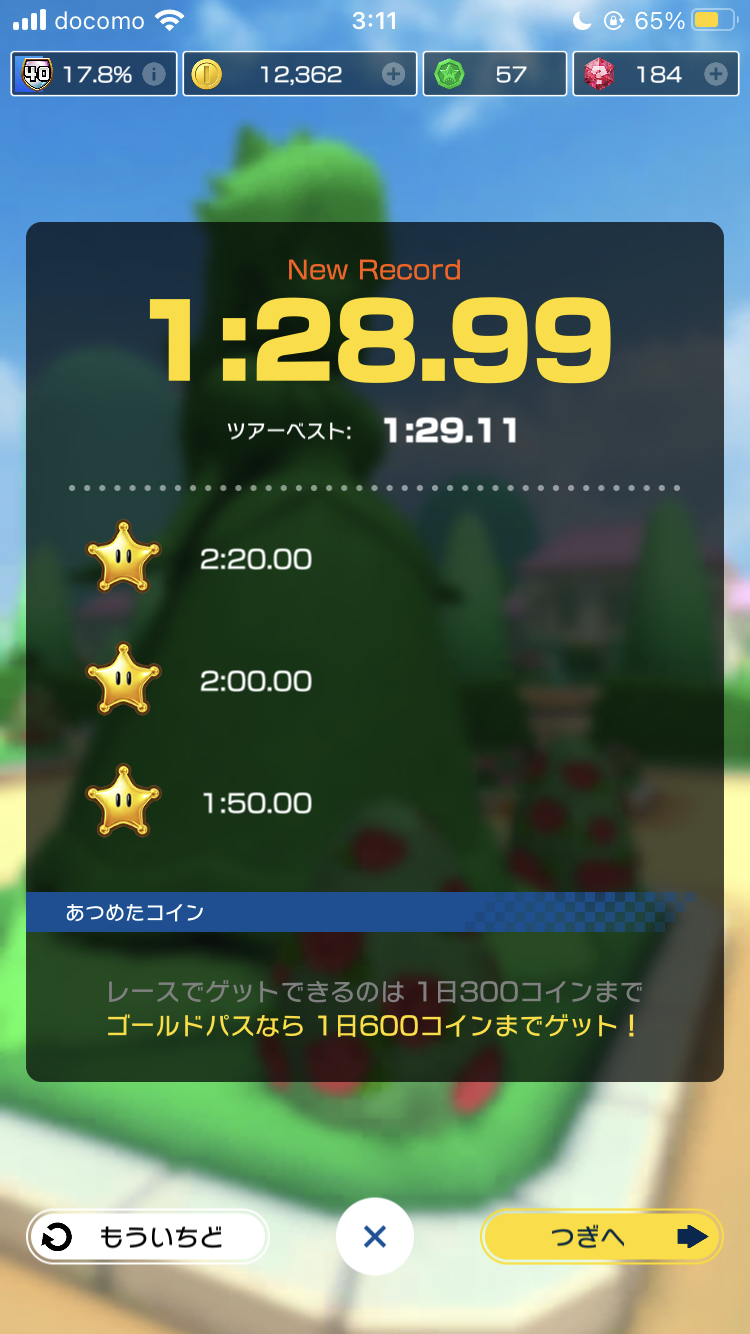 docomo 3:11 65%
40 17.8% 12,362 57 184
New Record
1:28.99
ツアーベスト: 1:29.11
2:20.00
2:00.00
1:50.00
あつめたコイン
レースでゲットできるのは 1日300コインまで
ゴールドパスなら 1日600コインまでゲット！
もういちど つぎへ